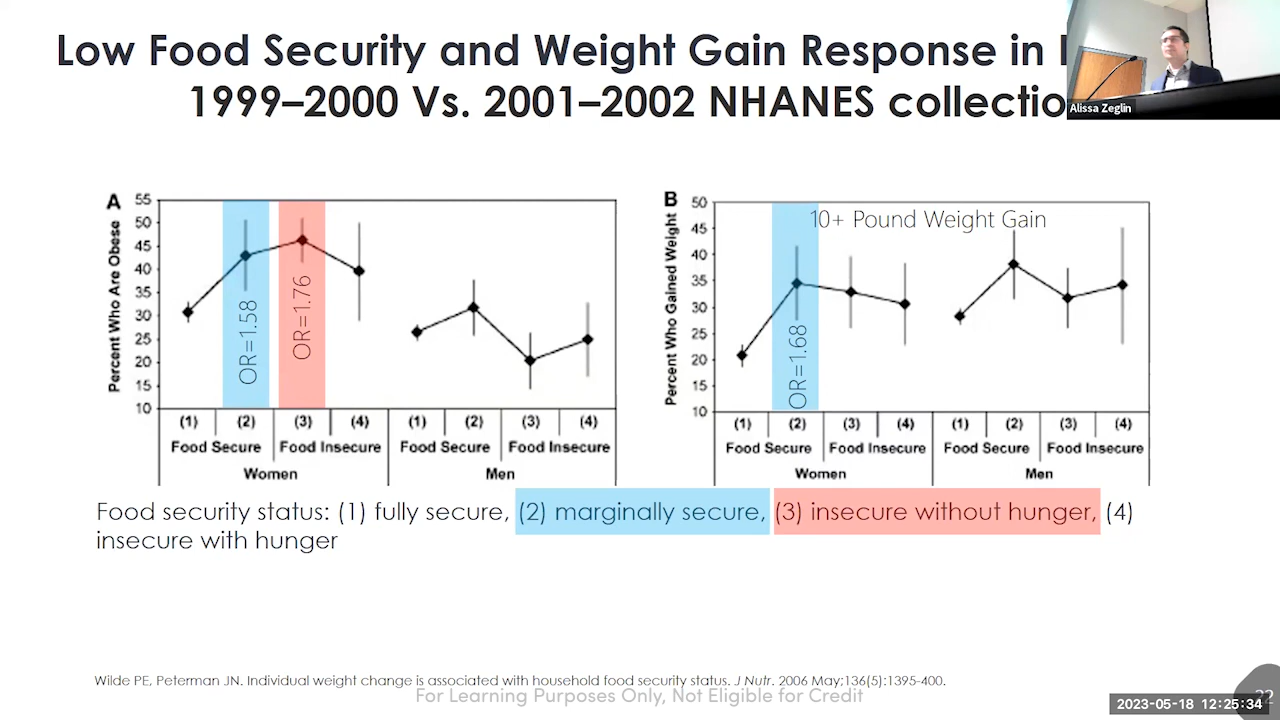 Low Food Security and Weight Gain Response in
1999–2000 Vs. 2001–2002 NHANES
Alissa Zeglin
A
Percent Who Are Obese
55
50
45
40
35
30
25
20
15
10
OR=1.58
OR=1.76
(1) (2) (3) (4) (1) (2) (3) (4)
Food Secure Food Insecure Food Secure Food Insecure
Women Men
B
10+ Pound Weight Gain
Percent Who Gained Weight
50
45
40
35
30
25
20
15
10
OR=1.68
(1) (2) (3) (4) (1) (2) (3) (4)
Food Secure Food Insecure Food Secure Food Insecure
Women Men
Food security status: (1) fully secure, (2) marginally secure, (3) insecure without hunger, (4)
insecure with hunger
Wilde PE, Peterman JN. Individual weight change is associated with household food security status. J Nutr. 2006 May;136(5):1395-400.
For Learning Purposes Only, Not Eligible for Credit
22
2023-05-18 12:25:34